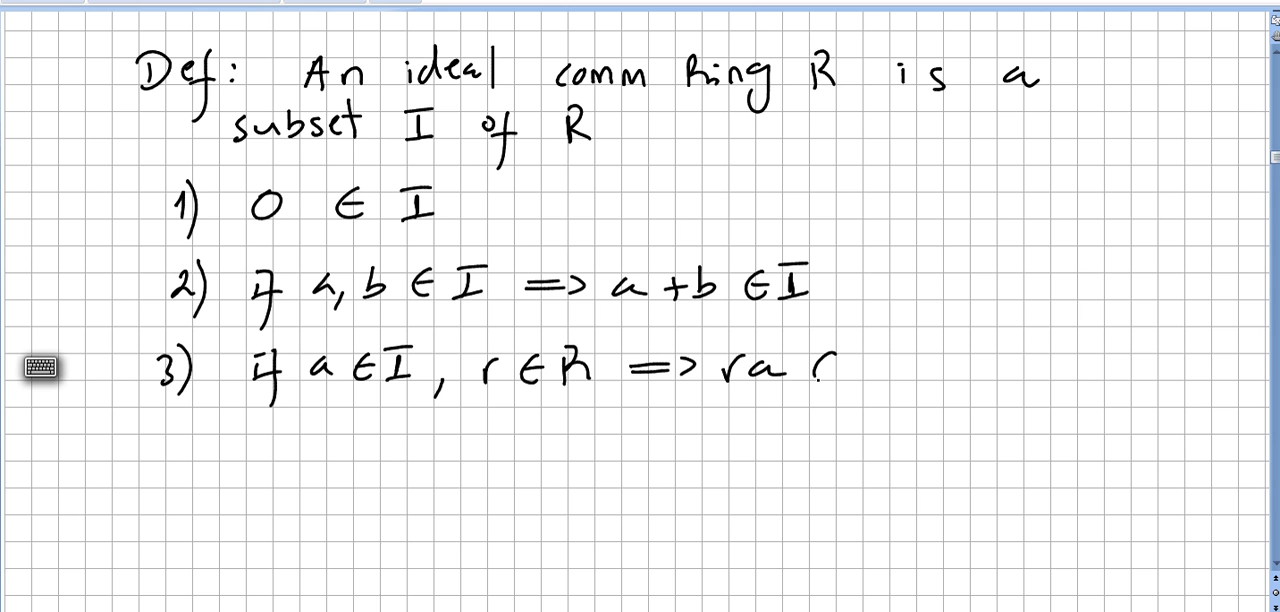 Def: An ideal comm Ring R is a
subset I of R
1) 0 ∈ I
2) if a, b ∈ I => a + b ∈ I
3) if a ∈ I, r ∈ R => ra (